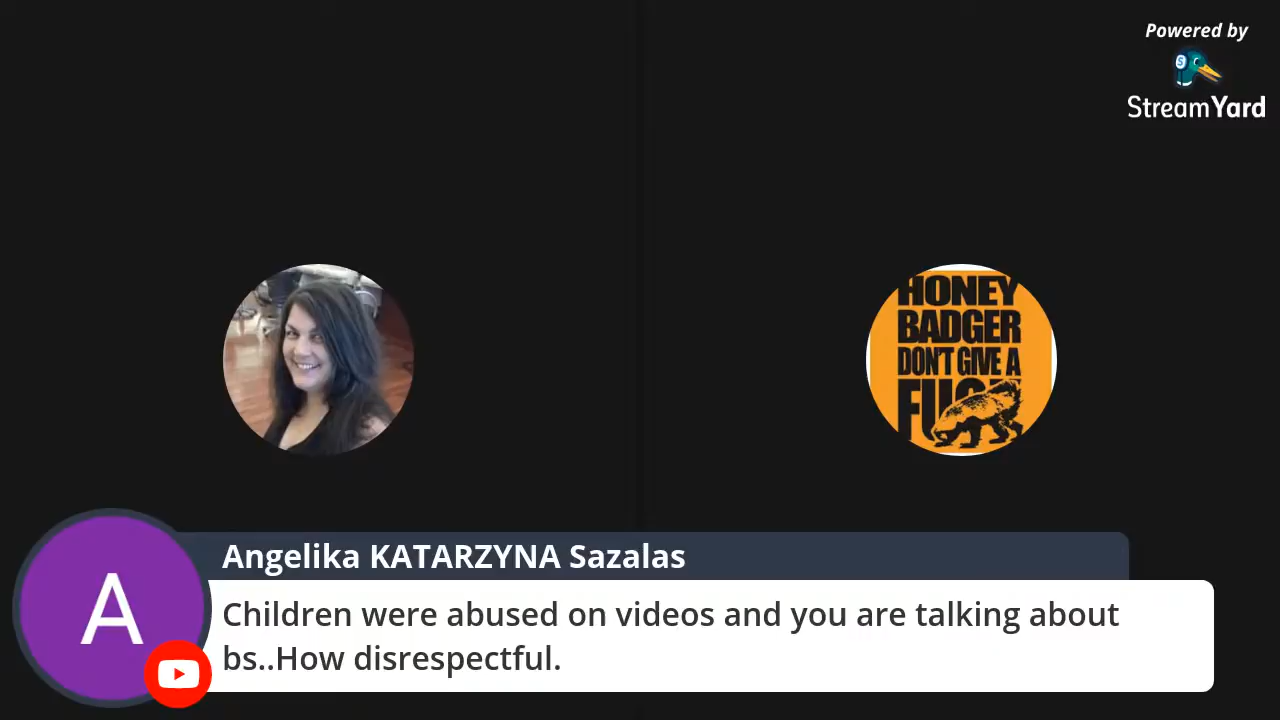 Powered by
S
StreamYard
HONEY
BADGER
DON'T GIVE A
A
Angelika KATARZYNA Sazalas
Children were abused on videos and you are talking about
bs..How disrespectful.